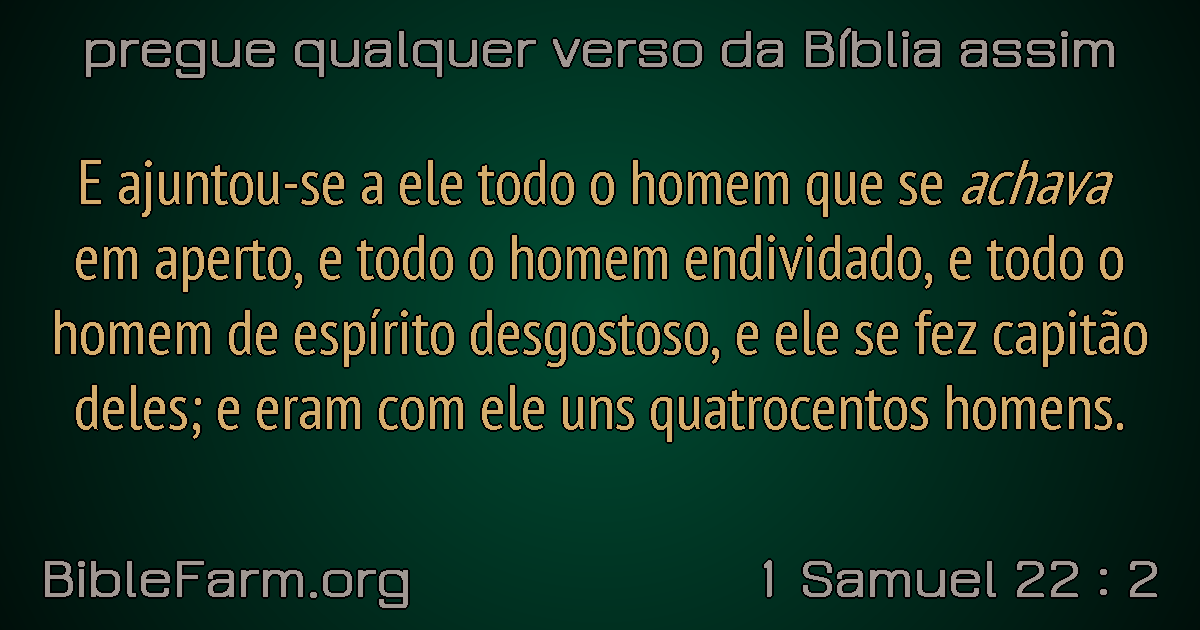 pregue qualquer verso da Bíblia assim
E ajuntou-se a ele todo o homem que se achava
em aperto, e todo o homem endividado, e todo o
homem de espírito desgostoso, e ele se fez capitão
deles; e eram com ele uns quatrocentos homens.
BibleFarm.org
1 Samuel 22 : 2